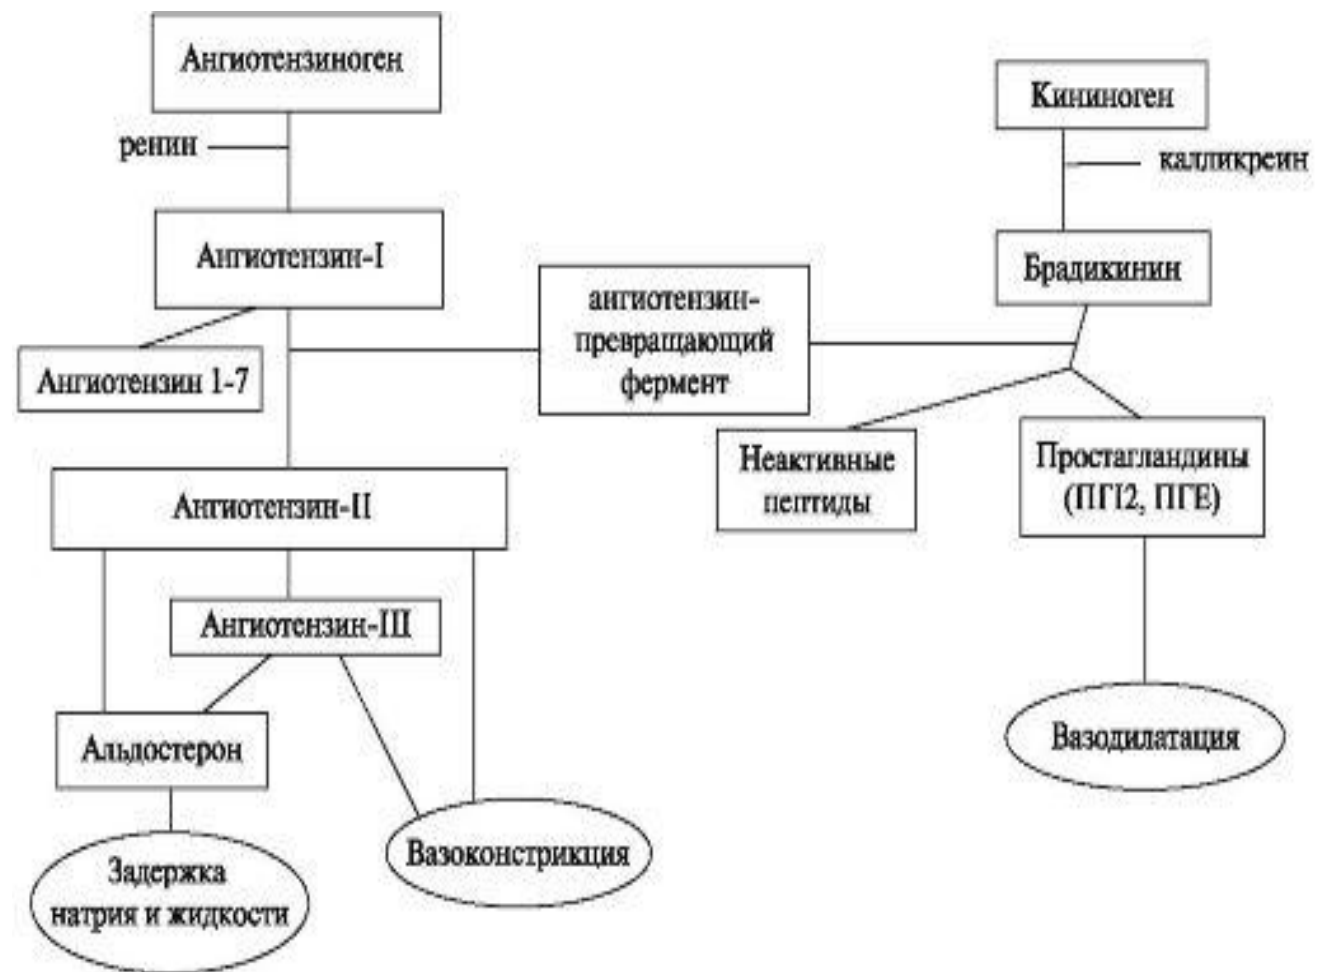 Ангиотензиноген
Кининоген
ренин
калликреин
Ангиотензин-I
Брадикинин
ангиотензин-
превращающий
фермент
Ангиотензин 1-7
Неактивные
пептиды
Простагландины
(ПГI2, ПГЕ)
Ангиотензин-II
Ангиотензин-III
Альдостерон
Вазодилатация
Вазоконстрикция
Задержка
натрия и жидкости